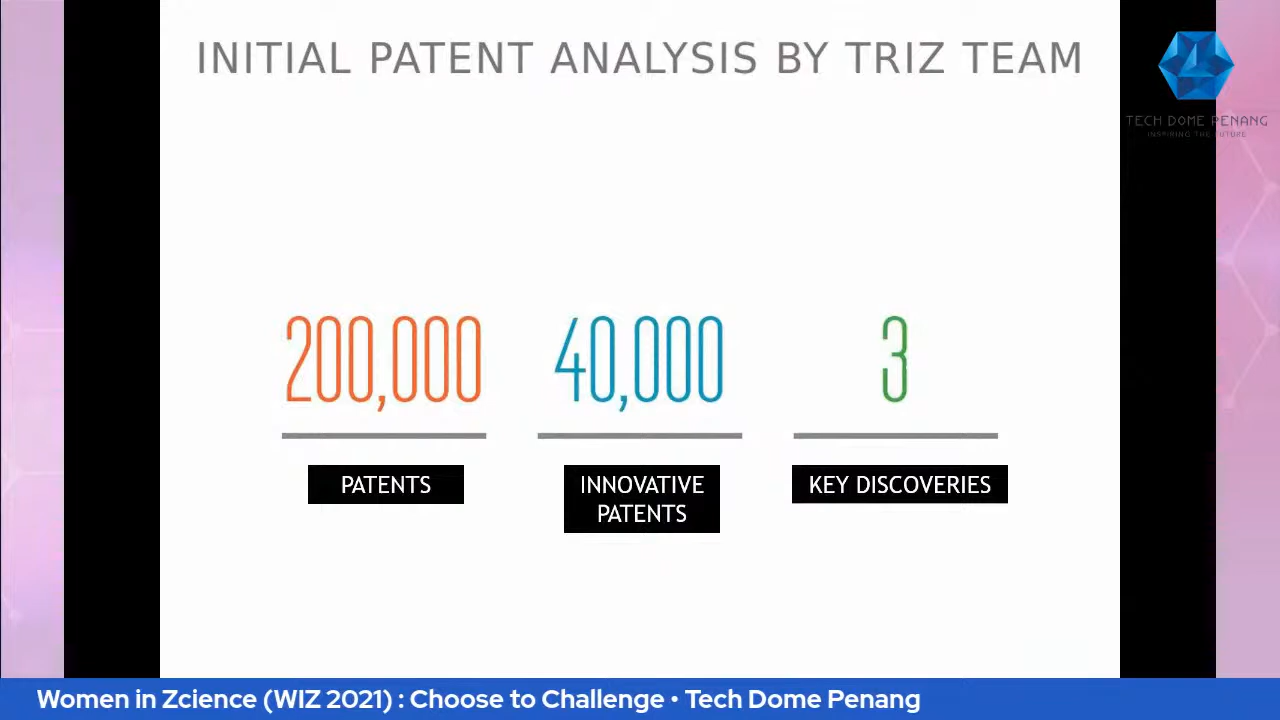 INITIAL PATENT ANALYSIS BY TRIZ TEAM
TECH DOME PENANG
INSPIRING THE FUTURE
200,000
40,000
3
PATENTS
INNOVATIVE
PATENTS
KEY DISCOVERIES
Women in Zcience (WIZ 2021) : Choose to Challenge • Tech Dome Penang